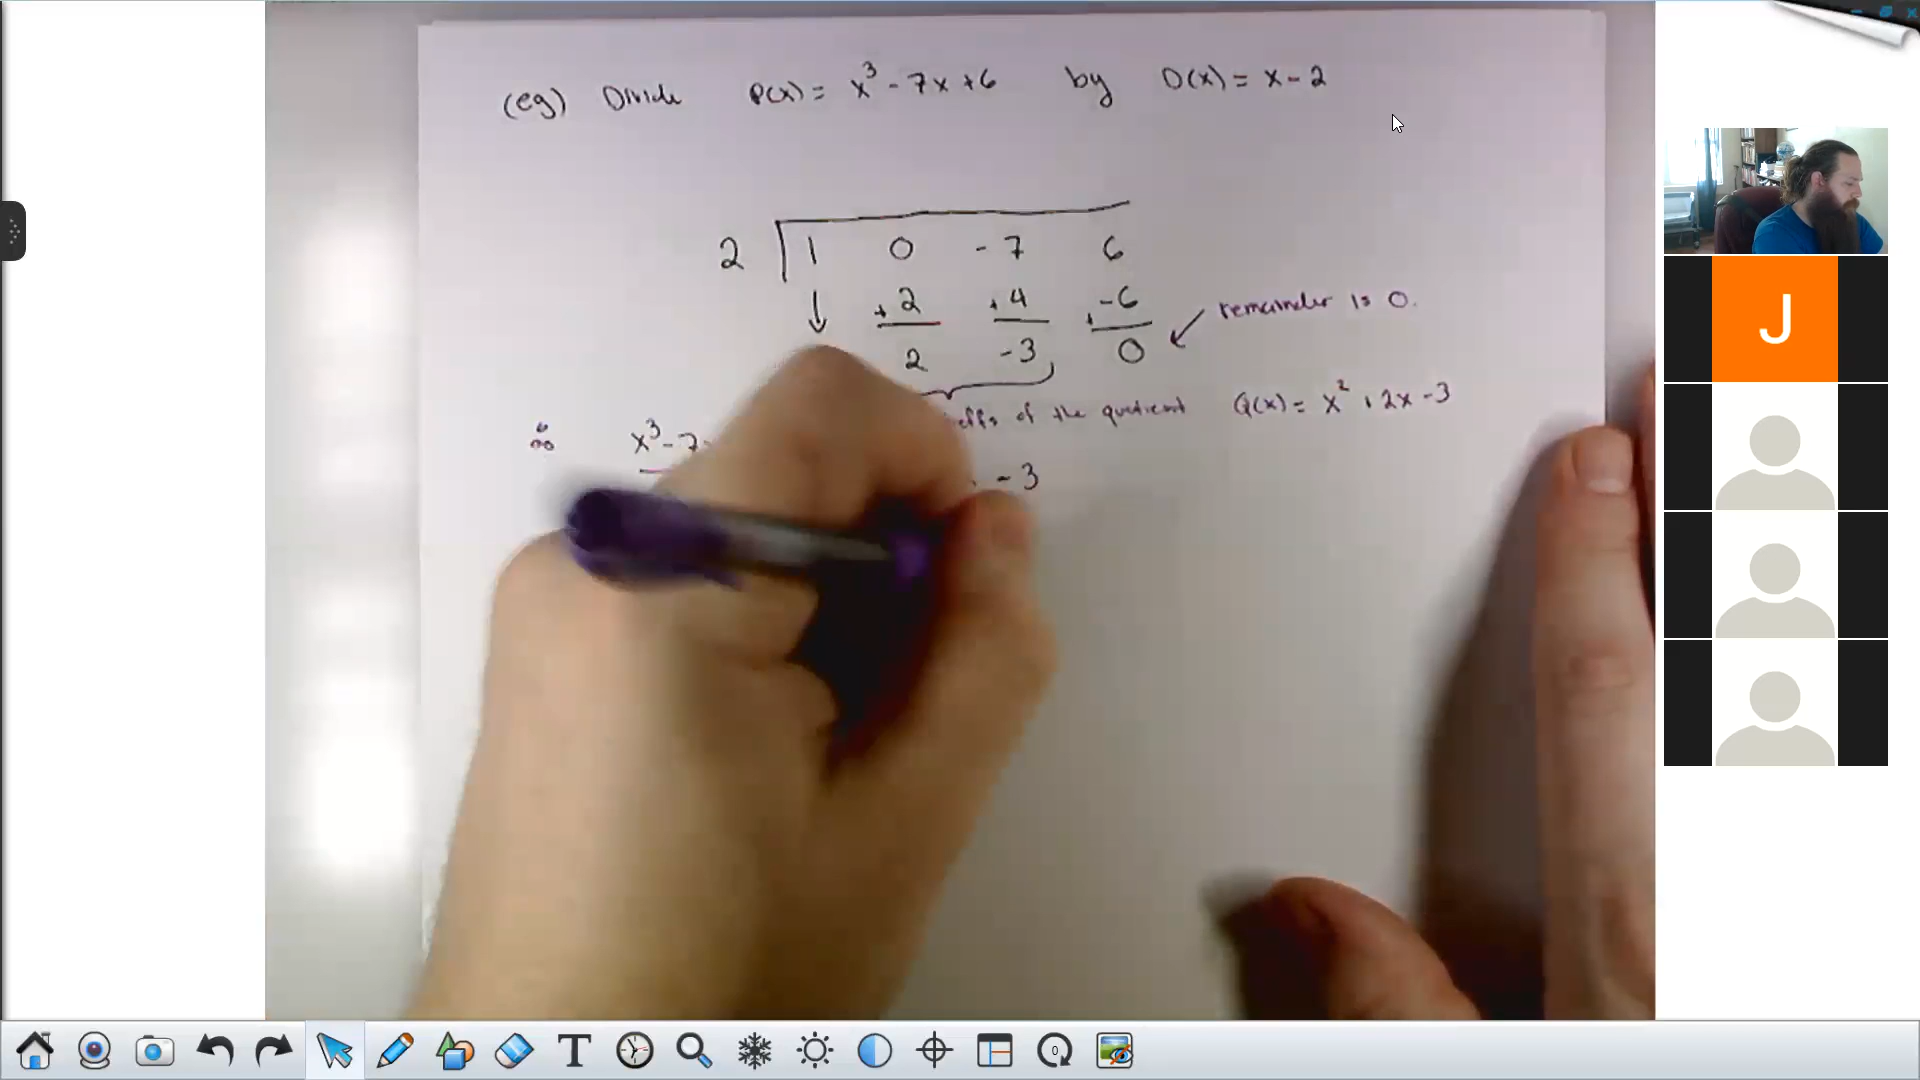 (eg) Divide P(x) = x³ - 7x + 6 by D(x) = x - 2
2 1 0 -7 6
+2 +4 + -6
remainder is 0.
2 -3 0
of the quotient Q(x) = x² + 2x - 3
∴ x³ - 7
- 3
J
T
0